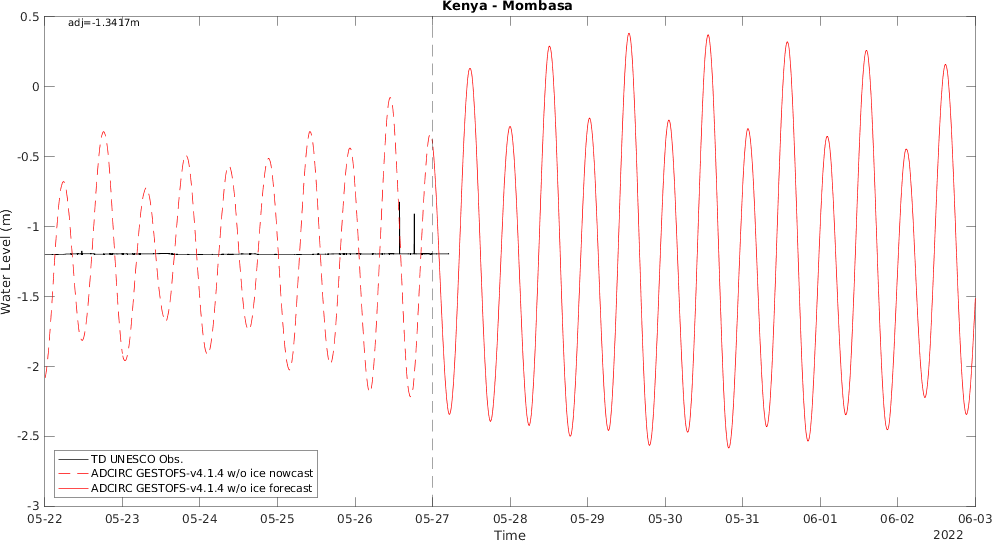 Kenya - Mombasa
adj=-1.3417m
0.5
0
-0.5
-1
-1.5
-2
-2.5
-3
Water Level (m)
TD UNESCO Obs.
ADCIRC GESTOFS-v4.1.4 w/o ice nowcast
ADCIRC GESTOFS-v4.1.4 w/o ice forecast
05-22 05-23 05-24 05-25 05-26 05-27 05-28 05-29 05-30 05-31 06-01 06-02 06-03
Time
2022